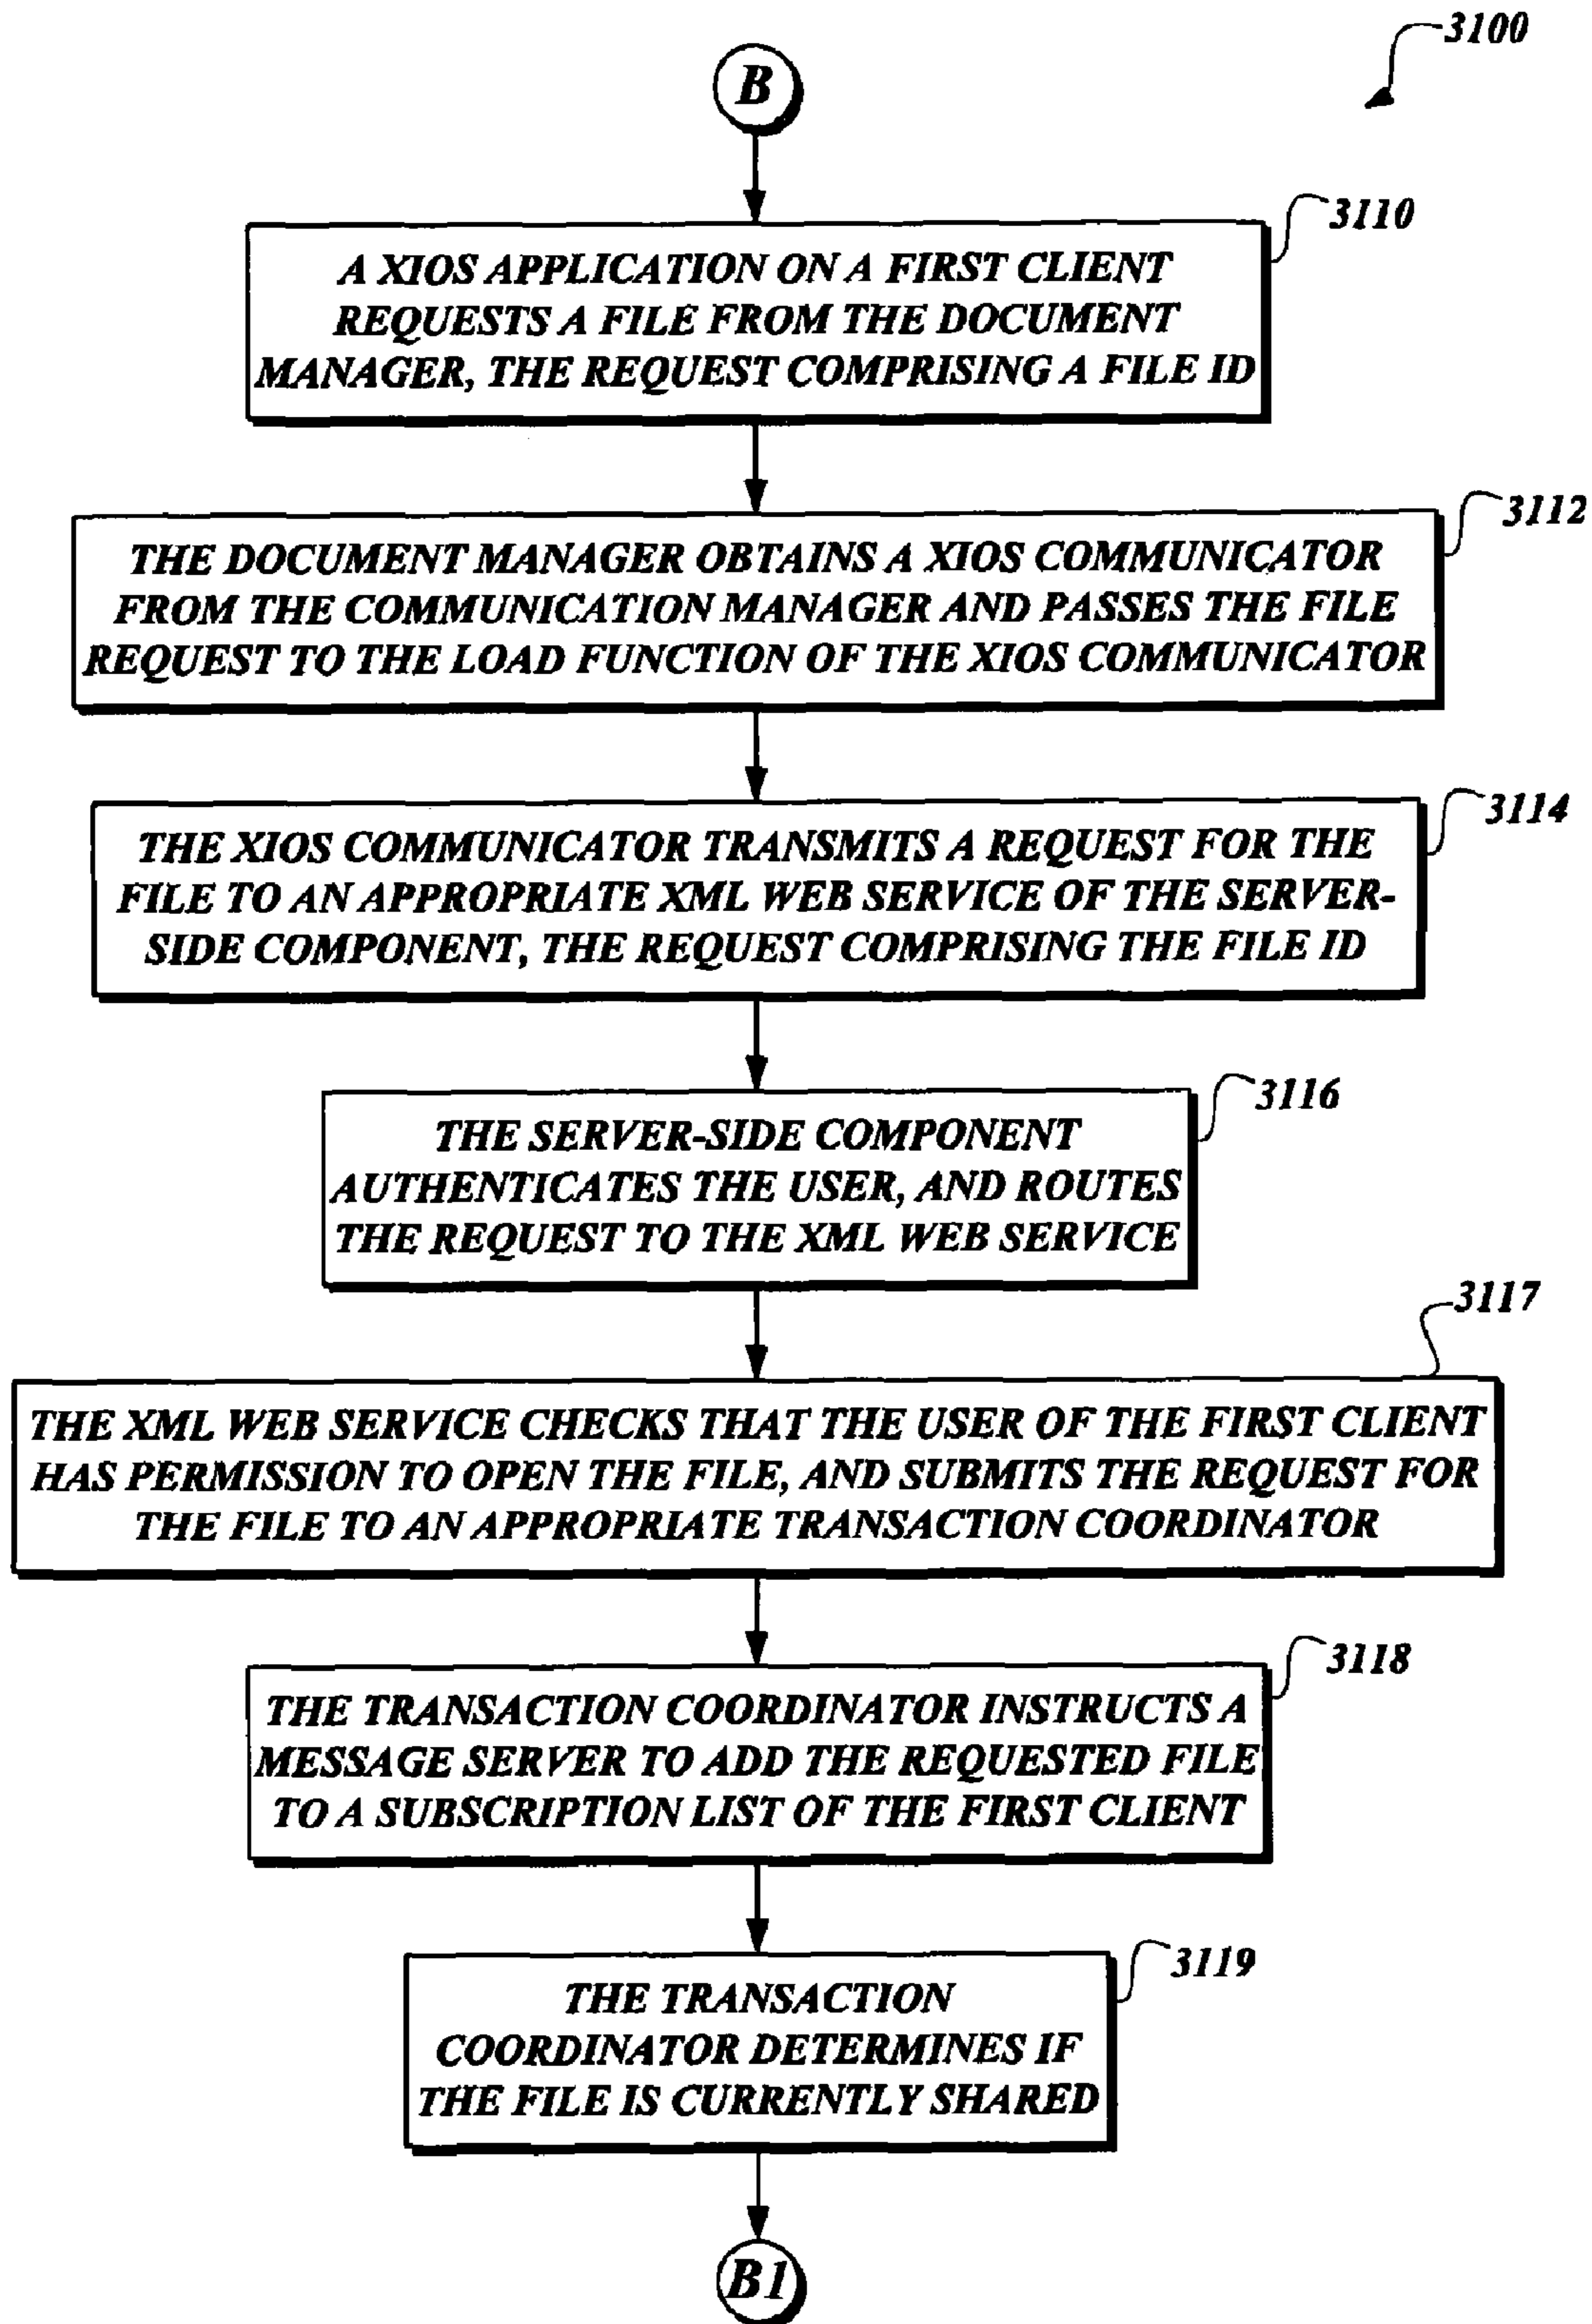 3100
B
3110
A XIOS APPLICATION ON A FIRST CLIENT
REQUESTS A FILE FROM THE DOCUMENT
MANAGER, THE REQUEST COMPRISING A FILE ID
3112
THE DOCUMENT MANAGER OBTAINS A XIOS COMMUNICATOR
FROM THE COMMUNICATION MANAGER AND PASSES THE FILE
REQUEST TO THE LOAD FUNCTION OF THE XIOS COMMUNICATOR
3114
THE XIOS COMMUNICATOR TRANSMITS A REQUEST FOR THE
FILE TO AN APPROPRIATE XML WEB SERVICE OF THE SERVER-
SIDE COMPONENT, THE REQUEST COMPRISING THE FILE ID
3116
THE SERVER-SIDE COMPONENT
AUTHENTICATES THE USER, AND ROUTES
THE REQUEST TO THE XML WEB SERVICE
3117
THE XML WEB SERVICE CHECKS THAT THE USER OF THE FIRST CLIENT
HAS PERMISSION TO OPEN THE FILE, AND SUBMITS THE REQUEST FOR
THE FILE TO AN APPROPRIATE TRANSACTION COORDINATOR
3118
THE TRANSACTION COORDINATOR INSTRUCTS A
MESSAGE SERVER TO ADD THE REQUESTED FILE
TO A SUBSCRIPTION LIST OF THE FIRST CLIENT
3119
THE TRANSACTION
COORDINATOR DETERMINES IF
THE FILE IS CURRENTLY SHARED
B1